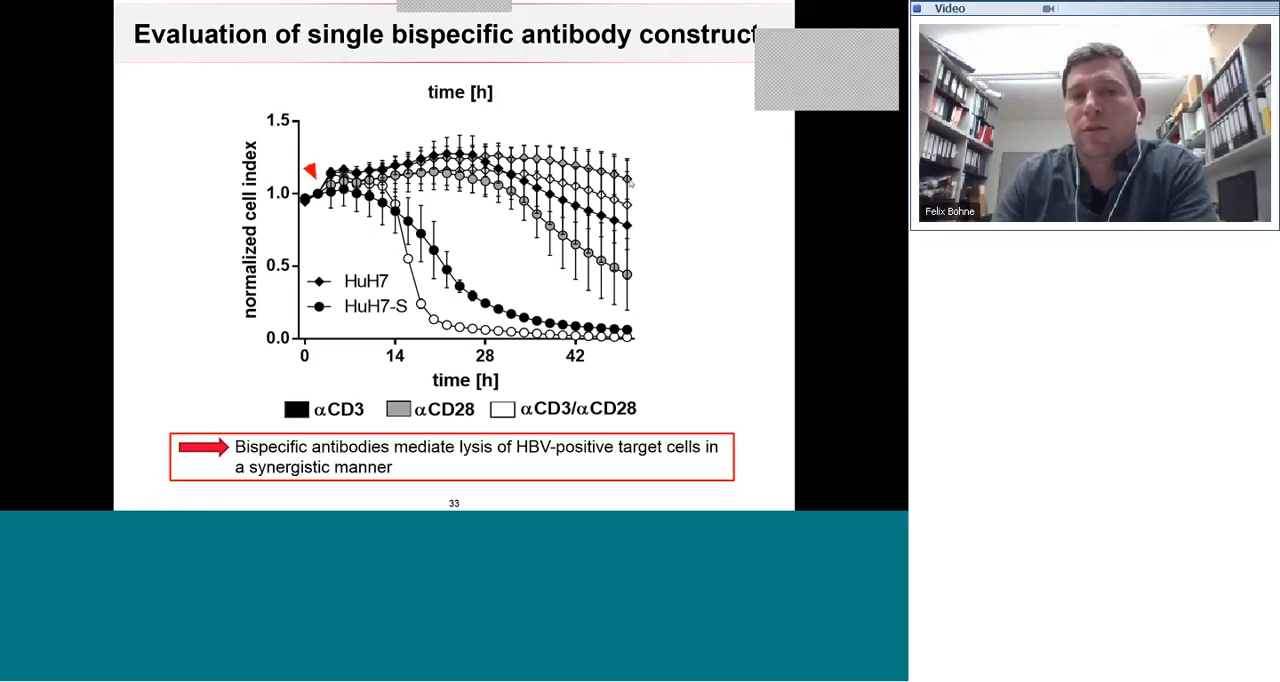 Evaluation of single bispecific antibody construct
time [h]
1.5
1.0
0.5
0.0
normalized cell index
HuH7
HuH7-S
0 14 28 42
time [h]
αCD3 αCD28 αCD3/αCD28
Bispecific antibodies mediate lysis of HBV-positive target cells in
a synergistic manner
33
Video
Felix Bohne